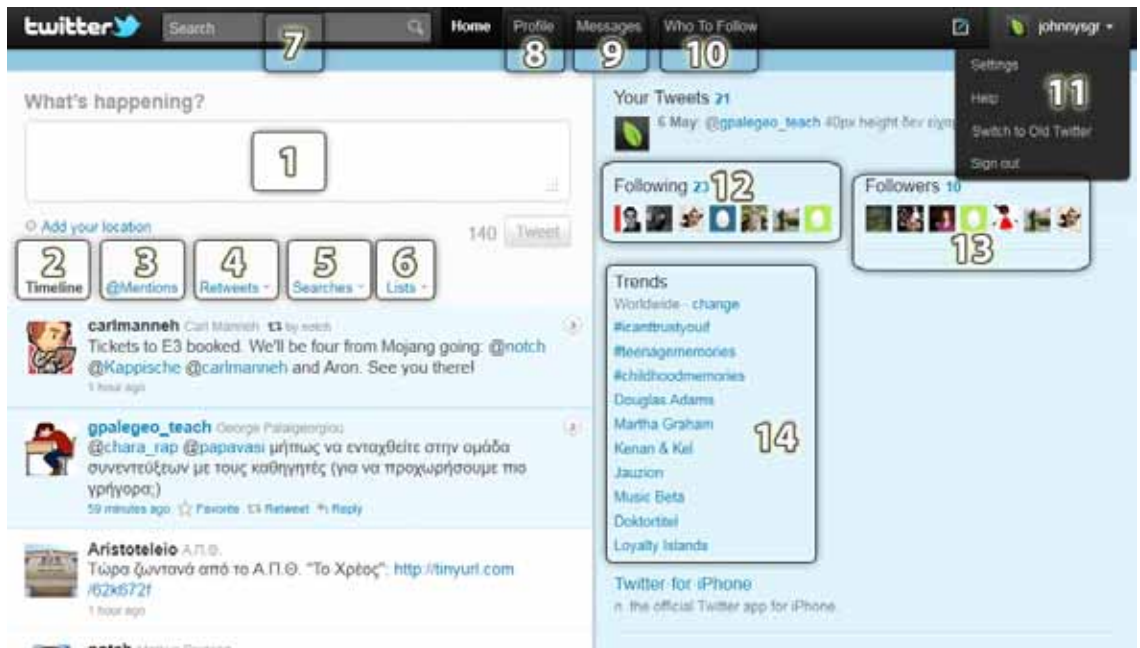 twitter
Search
7
Home
Profile
8
Messages
9
Who To Follow
10
johnnysgr
Settings
Help
Switch to Old Twitter
Sign out
11
What's happening?
1
Add your location
140
Tweet
2
Timeline
3
@Mentions
4
Retweets
5
Searches
6
Lists
carlmanneh Carl Manneh by notch
Tickets to E3 booked. We'll be four from Mojang going: @notch
@Kappische @carlmanneh and Aron. See you there!
1 hour ago
gpalegeo_teach George Palaigeorgiou
@chara_rap @papavasi μήπως να ενταχθείτε στην ομάδα
συνεντεύξεων με τους καθηγητές (για να προχωρήσουμε πιο
γρήγορα;)
59 minutes ago Favorite Retweet Reply
Aristoteleio Α.Π.Θ.
Τώρα ζωντανά από το Α.Π.Θ. "Το Χρέος": http://tinyurl.com
/62k672f
1 hour ago
Your Tweets 21
6 May: @gpalegeo_teach 40px height δεν
Following 23
12
Followers 10
13
Trends
Worldwide · change
#icanttrustyouif
#teenagememories
#childhoodmemories
Douglas Adams
Martha Graham
Kenan & Kel
Jauzion
Music Beta
Doktortitel
Loyalty Islands
14
Twitter for iPhone
n. the official Twitter app for iPhone.